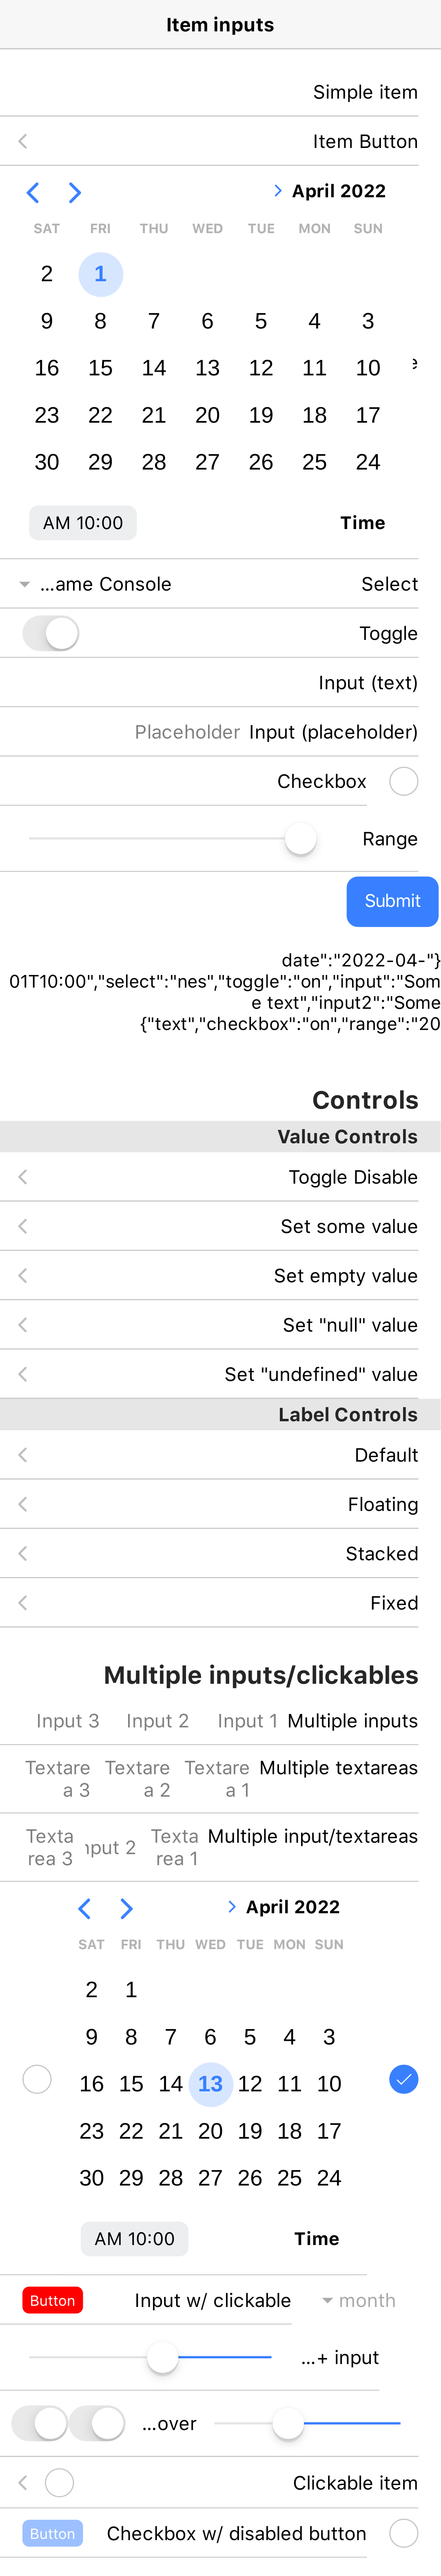 Item inputs
Simple item
Item Button
April 2022
SUN MON TUE WED THU FRI SAT
1 2
3 4 5 6 7 8 9
10 11 12 13 14 15 16
17 18 19 20 21 22 23
24 25 26 27 28 29 30
Time AM 10:00
Select ...ame Console
Toggle
Input (text)
Input (placeholder) Placeholder
Checkbox
Range
Submit
date":"2022-04-"}
01T10:00","select":"nes","toggle":"on","input":"Som
e text","input2":"Some
{"text","checkbox":"on","range":"20
Controls
Value Controls
Toggle Disable
Set some value
Set empty value
Set "null" value
Set "undefined" value
Label Controls
Default
Floating
Stacked
Fixed
Multiple inputs/clickables
Multiple inputs Input 1 Input 2 Input 3
Multiple textareas Textare Textare Textare
a 1 a 2 a 3
Multiple input/textareas Texta nput 2 Texta
rea 1 rea 3
April 2022
SUN MON TUE WED THU FRI SAT
1 2
3 4 5 6 7 8 9
10 11 12 13 14 15 16
17 18 19 20 21 22 23
24 25 26 27 28 29 30
Time AM 10:00
month Input w/ clickable Button
...+ input
...over
Clickable item
Checkbox w/ disabled button Button